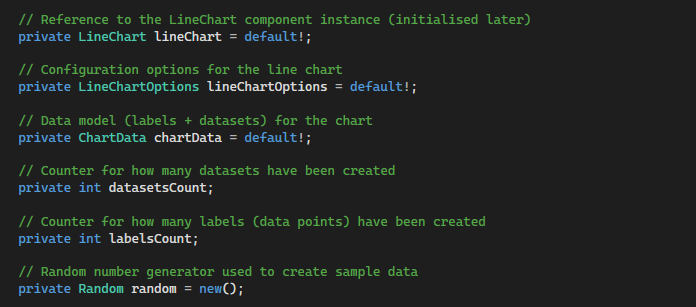 // Reference to the LineChart component instance (initialised later)
private LineChart lineChart = default!;
// Configuration options for the line chart
private LineChartOptions lineChartOptions = default!;
// Data model (labels + datasets) for the chart
private ChartData chartData = default!;
// Counter for how many datasets have been created
private int datasetsCount;
// Counter for how many labels (data points) have been created
private int labelsCount;
// Random number generator used to create sample data
private Random random = new();